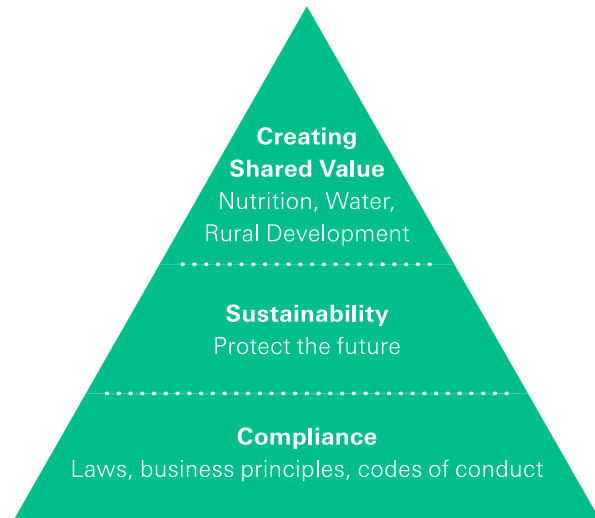 Creating
Shared Value
Nutrition, Water,
Rural Development
Sustainability
Protect the future
Compliance
Laws, business principles, codes of conduct